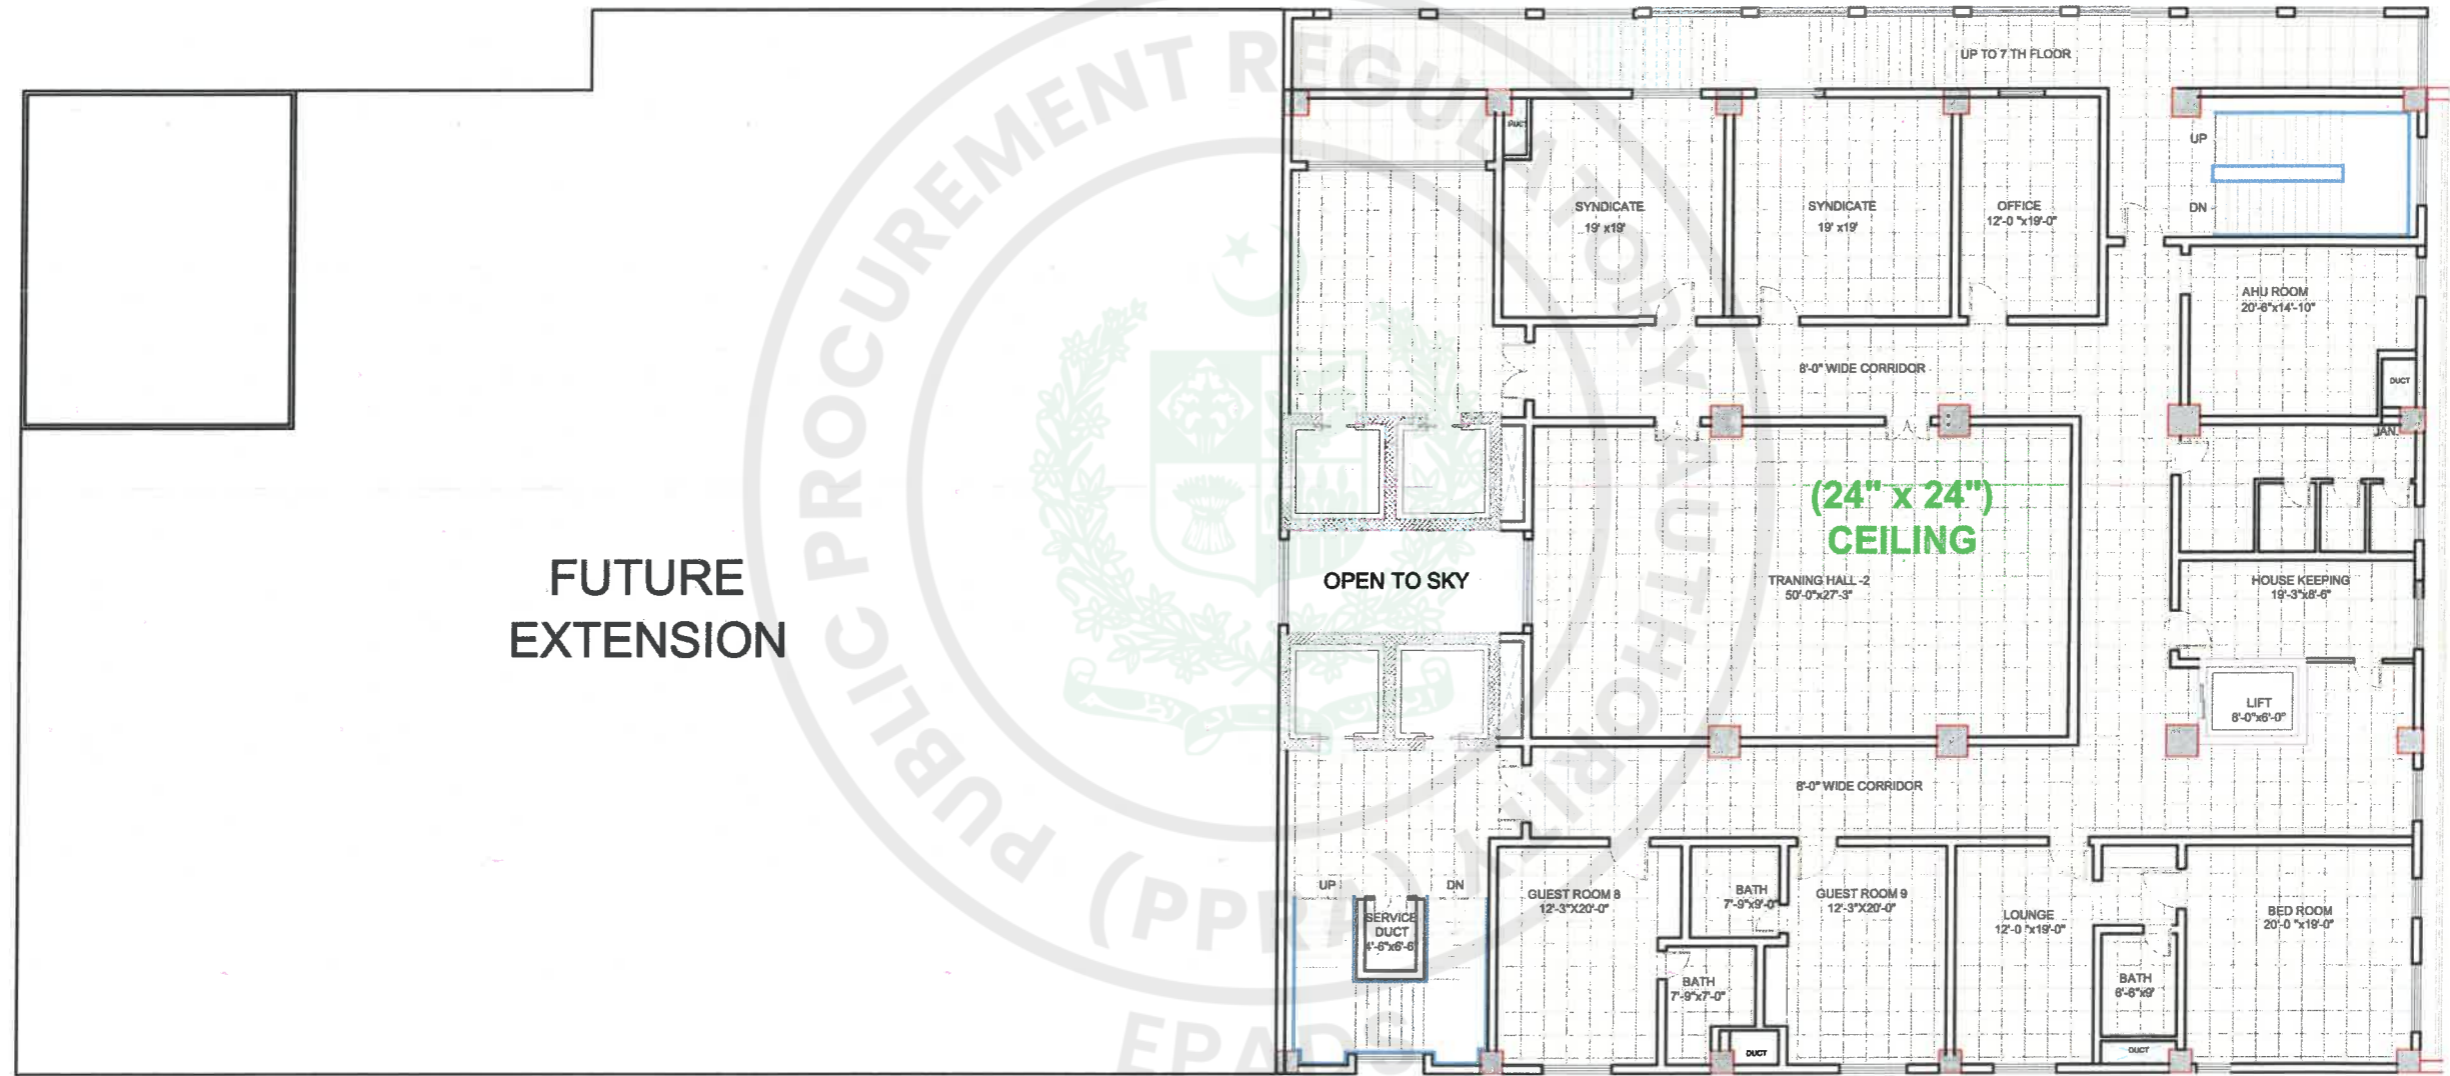 PUBLIC PROCUREMENT REGULATORY AUTHORITY
(PPRA)
EPADS
UP TO 7 TH FLOOR
DUCT
SYNDICATE
19' x19'
SYNDICATE
19' x19'
OFFICE
12'-0 "x19'-0"
UP
DN
AHU ROOM
20'-6"x14'-10"
DUCT
8'-0" WIDE CORRIDOR
JAN.
(24" x 24")
CEILING
FUTURE
EXTENSION
OPEN TO SKY
TRANING HALL -2
50'-0"x27'-3"
HOUSE KEEPING
19'-3"x8'-6"
LIFT
8'-0"x6'-0"
8'-0" WIDE CORRIDOR
UP
DN
SERVICE
DUCT
4'-6"x6'-6"
GUEST ROOM 8
12'-3"X20'-0"
BATH
7'-9"x9'-0"
GUEST ROOM 9
12'-3"X20'-0"
LOUNGE
12'-0 "x19'-0"
BED ROOM
20'-0 "x19'-0"
BATH
7'-9"x7'-0"
BATH
6'-6"x9'
DUCT
DUCT